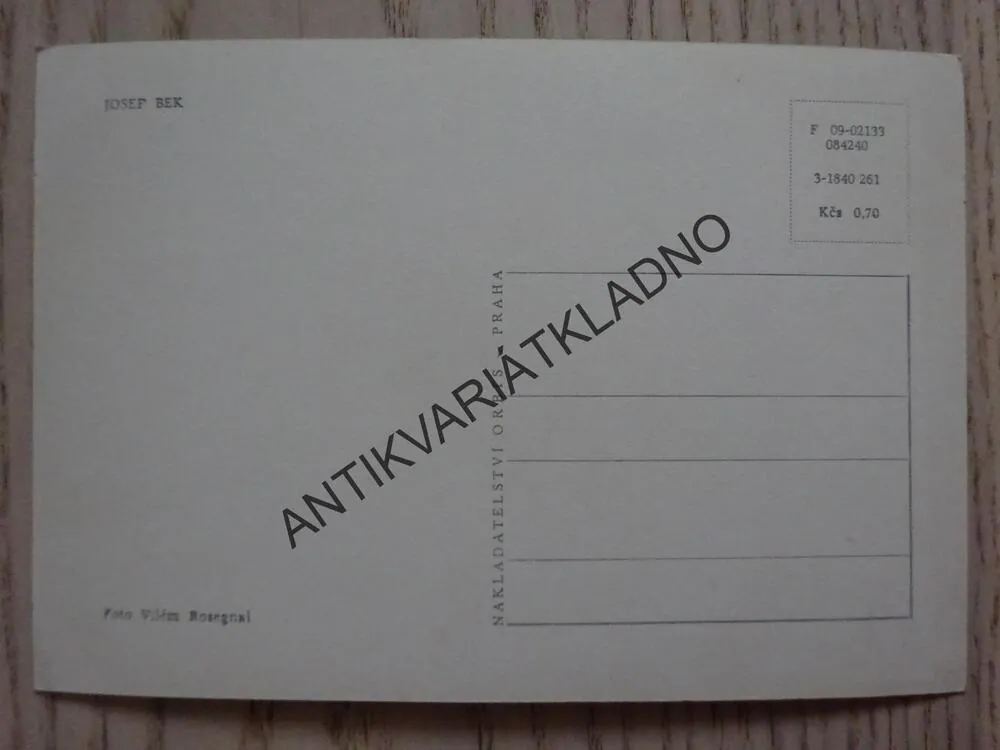 JOSEF BEK
F 09-02133
084240
3-1840 261
Kčs 0,70
NAKLADATELSTVÍ ORBIS PRAHA
ANTIKVARIÁTKLADNO
Foto Vilém Rosegnal